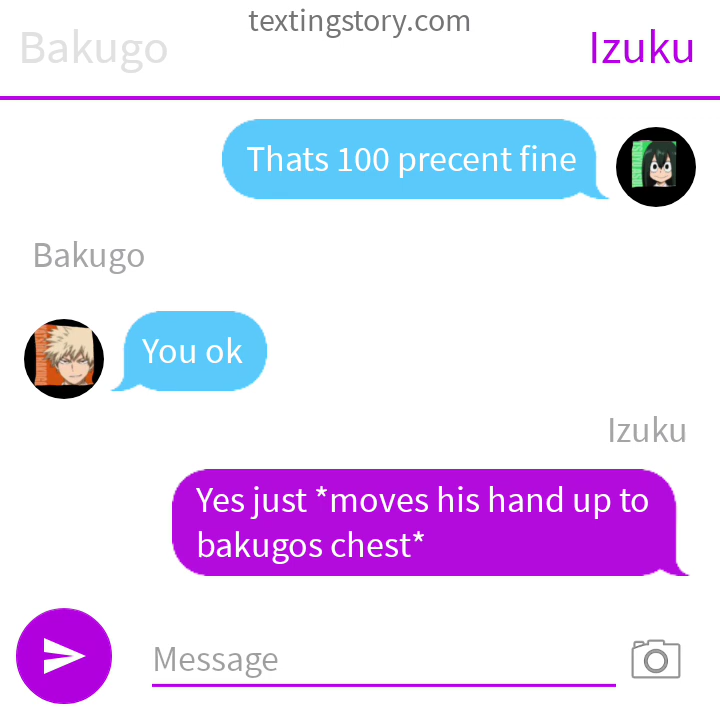 textingstory.com
Bakugo
Izuku
Thats 100 precent fine
Bakugo
You ok
Izuku
Yes just *moves his hand up to
bakugos chest*
Message